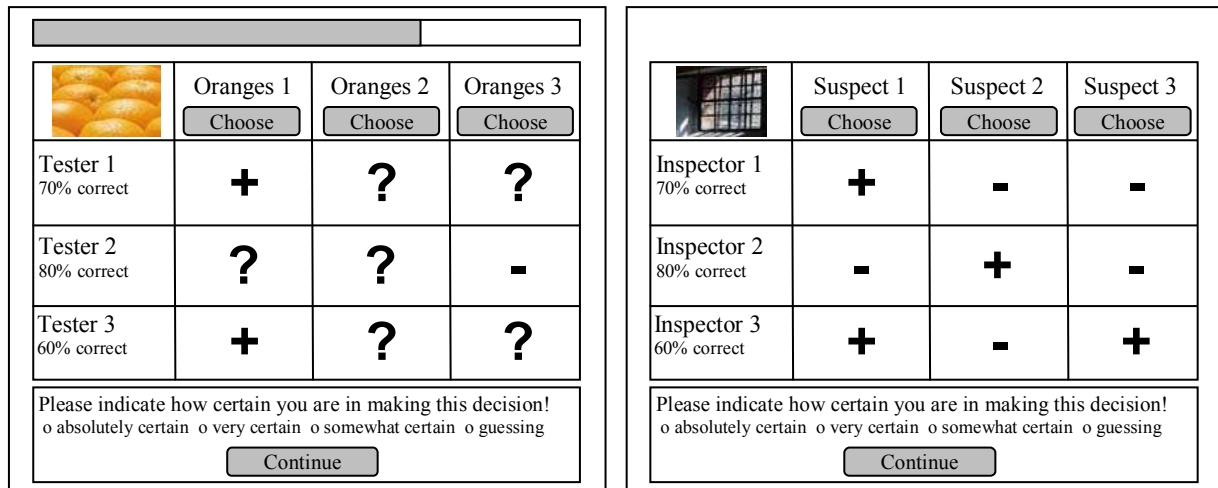 Oranges 1 Oranges 2 Oranges 3
Choose Choose Choose
Tester 1
70% correct
+ ? ?
Tester 2
80% correct
? ? -
Tester 3
60% correct
+ ? ?
Please indicate how certain you are in making this decision!
o absolutely certain o very certain o somewhat certain o guessing
Continue
Suspect 1 Suspect 2 Suspect 3
Choose Choose Choose
Inspector 1
70% correct
+ - -
Inspector 2
80% correct
- + -
Inspector 3
60% correct
+ - +
Please indicate how certain you are in making this decision!
o absolutely certain o very certain o somewhat certain o guessing
Continue